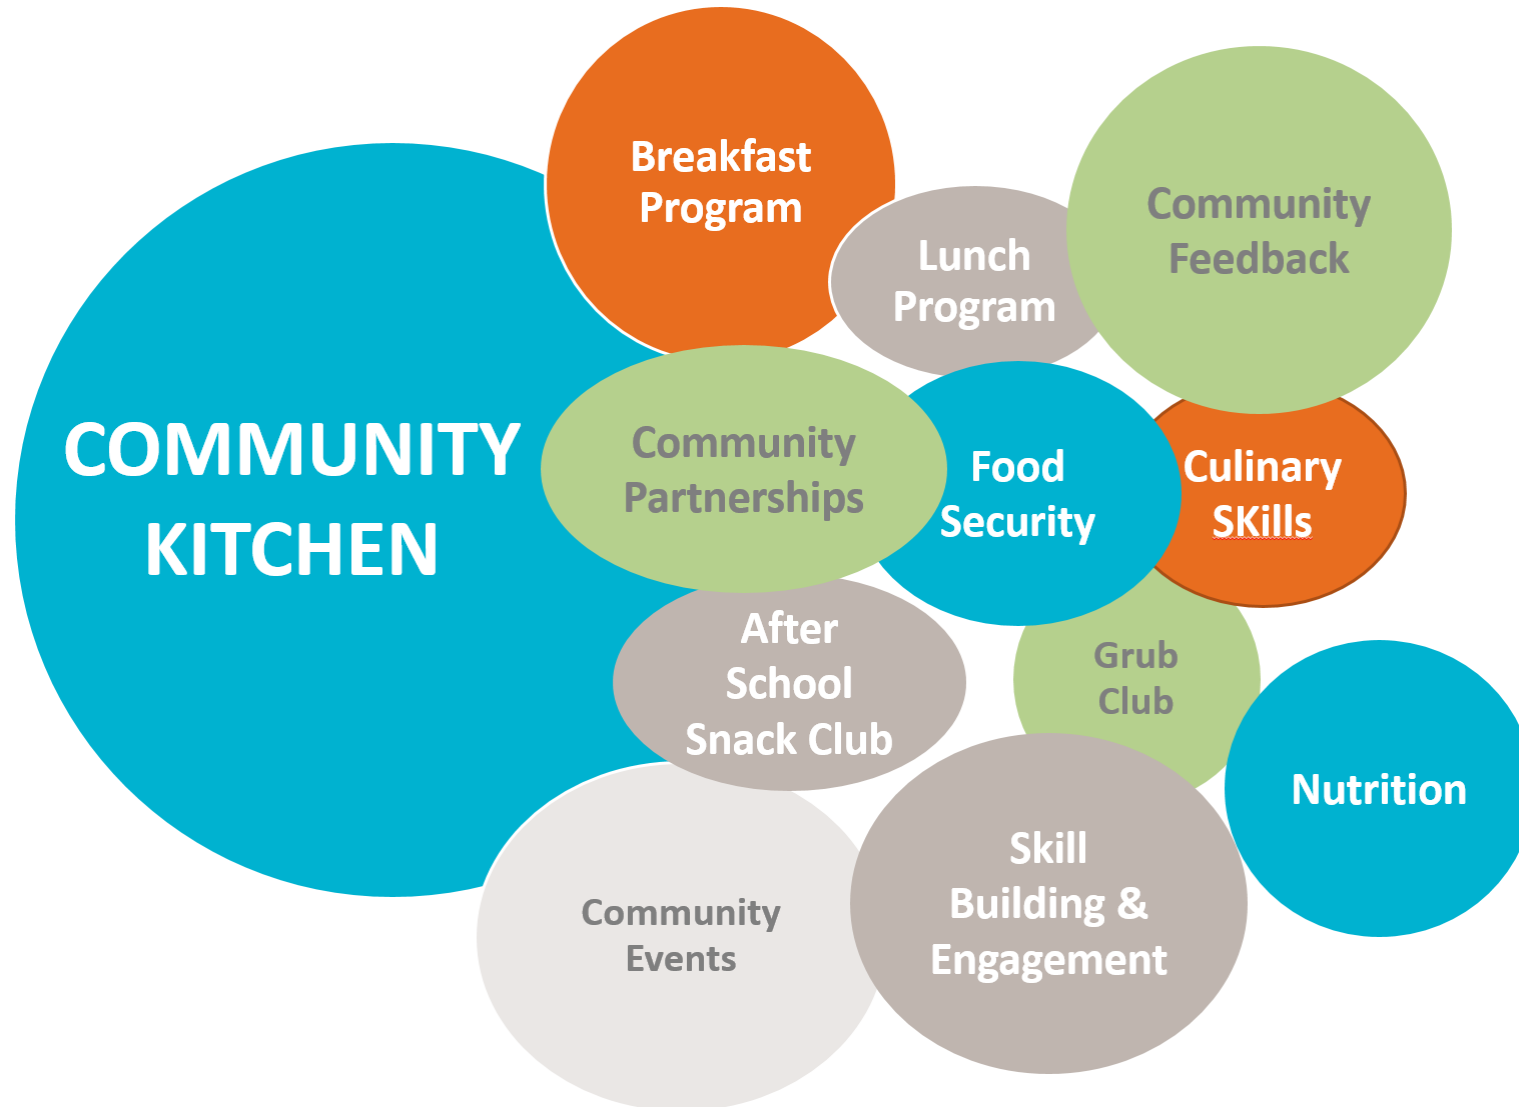 COMMUNITY
KITCHEN
Breakfast
Program
Lunch
Program
Community
Feedback
Community
Partnerships
Food
Security
Culinary
SKills
After
School
Snack Club
Grub
Club
Nutrition
Community
Events
Skill
Building &
Engagement